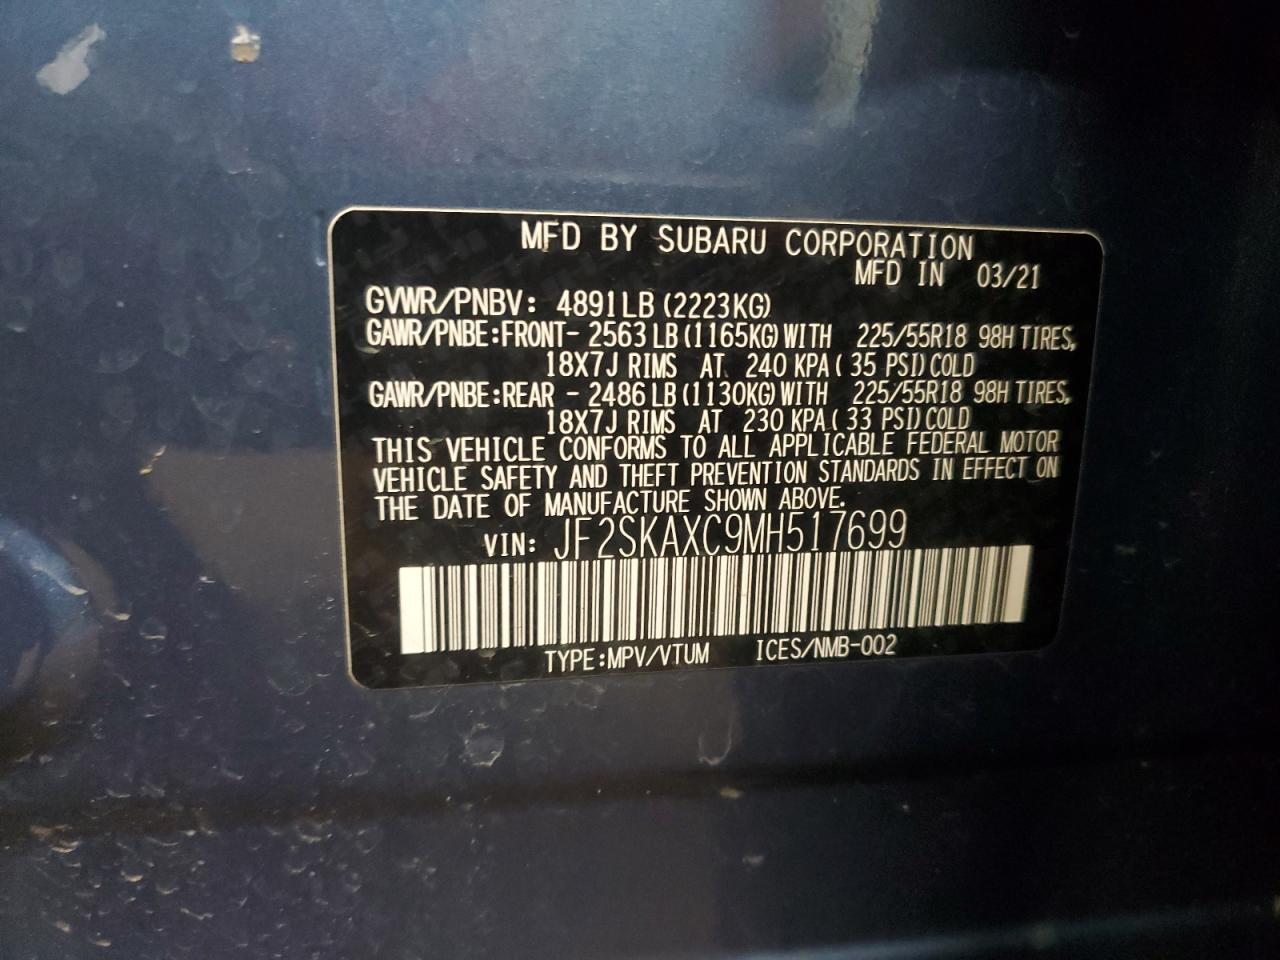 MFD BY SUBARU CORPORATION
MFD IN 03/21
GVWR/PNBV: 4891LB (2223KG)
GAWR/PNBE:FRONT- 2563 LB (1165KG) WITH 225/55R18 98H TIRES,
18X7J RIMS AT 240 KPA ( 35 PSI) COLD
GAWR/PNBE:REAR - 2486 LB (1130KG) WITH 225/55R18 98H TIRES,
18X7J RIMS AT 230 KPA ( 33 PSI) COLD
THIS VEHICLE CONFORMS TO ALL APPLICABLE FEDERAL MOTOR
VEHICLE SAFETY AND THEFT PREVENTION STANDARDS IN EFFECT ON
THE DATE OF MANUFACTURE SHOWN ABOVE.
VIN: JF2SKAXC9MH517699
TYPE:MPV/VTUM ICES/NMB-002